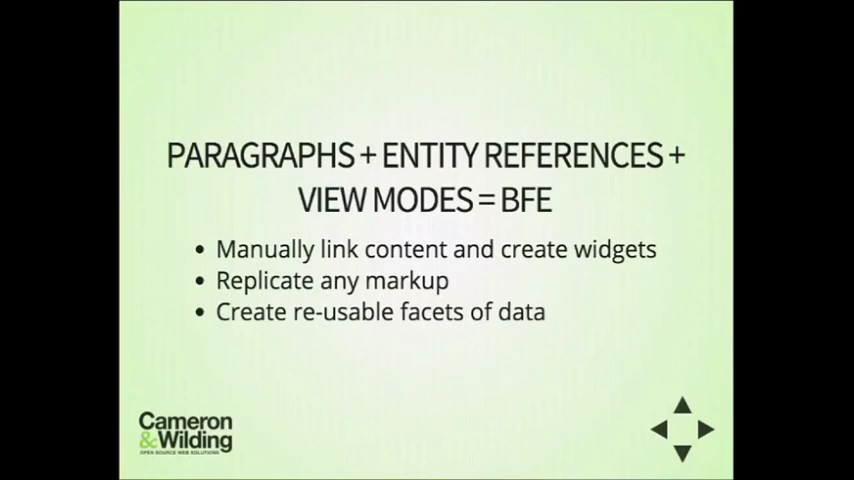 PARAGRAPHS + ENTITY REFERENCES +
VIEW MODES = BFE
• Manually link content and create widgets
• Replicate any markup
• Create re-usable facets of data
Cameron
&Wilding
OPEN SOURCE WEB SOLUTIONS